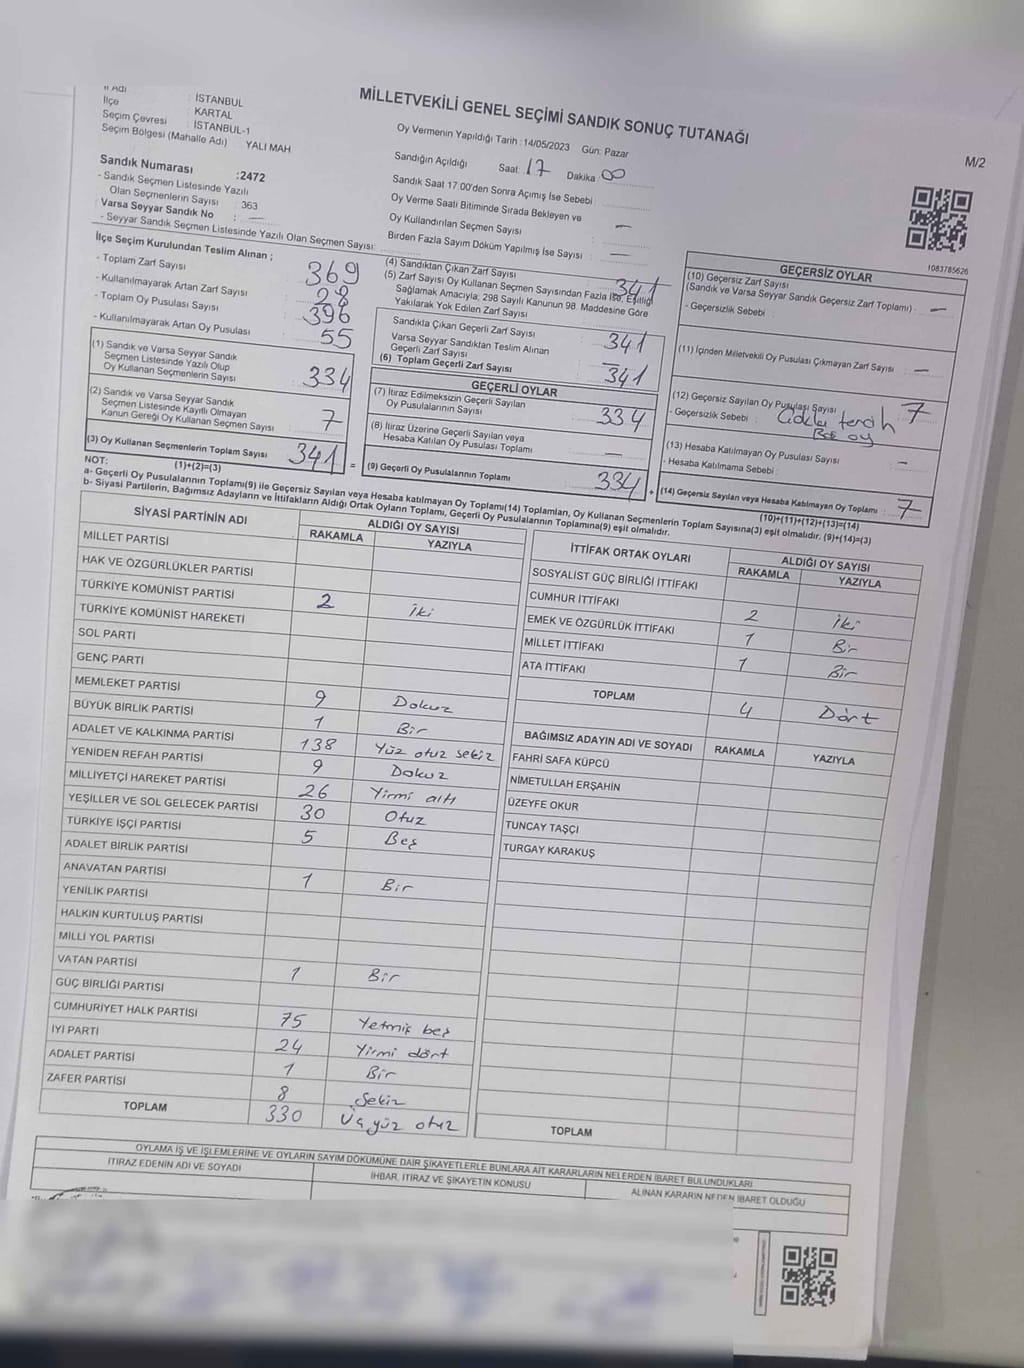 İl Adı
İSTANBUL
İlçe
KARTAL
Seçim Çevresi : İSTANBUL-1
Seçim Bölgesi (Mahalle Adı) YALI MAH
MİLLETVEKİLİ GENEL SEÇİMİ SANDIK SONUÇ TUTANAĞI
M/2
Sandık Numarası :2472
- Sandık Seçmen Listesinde Yazılı
Olan Seçmenlerin Sayısı : 363
Varsa Seyyar Sandık No : —
- Seyyar Sandık Seçmen Listesinde Yazılı Olan Seçmen Sayısı:
Oy Vermenin Yapıldığı Tarih : 14/05/2023 Gün: Pazar
Sandığın Açıldığı Saat : 17 Dakika : 00
Sandık Saat 17.00'den Sonra Açımış İse Sebebi
Oy Verme Saati Bitiminde Sırada Bekleyen ve
Oy Kullandırılan Seçmen Sayısı : —
Birden Fazla Sayım Döküm Yapılmış İse Sayısı : —
1083785626
İlçe Seçim Kurulundan Teslim Alınan ;
- Toplam Zarf Sayısı 369
- Kullanılmayarak Artan Zarf Sayısı 28
- Toplam Oy Pusulası Sayısı 396
- Kullanılmayarak Artan Oy Pusulası 55
(1) Sandık ve Varsa Seyyar Sandık
Seçmen Listesinde Yazılı Olup
Oy Kullanan Seçmenlerin Sayısı 334
(2) Sandık ve Varsa Seyyar Sandık
Seçmen Listesinde Kayıtlı Olmayan
Kanun Gereği Oy Kullanan Seçmen Sayısı 7
(3) Oy Kullanan Seçmenlerin Toplam Sayısı 341
(1)+(2)=(3)
(4) Sandıktan Çıkan Zarf Sayısı 341
(5) Zarf Sayısı Oy Kullanan Seçmen Sayısından Fazla İse, Eşitliği
Sağlamak Amacıyla; 298 Sayılı Kanunun 98. Maddesine Göre
Yakılarak Yok Edilen Zarf Sayısı
Sandıkta Çıkan Geçerli Zarf Sayısı 341
Varsa Seyyar Sandıktan Teslim Alınan
Geçerli Zarf Sayısı
(6) Toplam Geçerli Zarf Sayısı 341
GEÇERLİ OYLAR
(7) İtiraz Edilmeksizin Geçerli Sayılan
Oy Pusulalarının Sayısı 334
(8) İtiraz Üzerine Geçerli Sayılan veya
Hesaba Katılan Oy Pusulası Toplamı —
= (9) Geçerli Oy Pusulalarının Toplamı 334
GEÇERSİZ OYLAR
(10) Geçersiz Zarf Sayısı
(Sandık ve Varsa Seyyar Sandık Geçersiz Zarf Toplamı) : —
- Geçersizlik Sebebi :
(11) İçinden Milletvekili Oy Pusulası Çıkmayan Zarf Sayısı —
(12) Geçersiz Sayılan Oy Pusulası Sayısı 7
- Geçersizlik Sebebi : tercih
oy
(13) Hesaba Katılmayan Oy Pusulası Sayısı —
- Hesaba Katılmama Sebebi :
+ (14) Geçersiz Sayılan veya Hesaba Katılmayan Oy Toplamı 7
(10)+(11)+(12)+(13)=(14)
NOT:
a- Geçerli Oy Pusulalarının Toplamı(9) ile Geçersiz Sayılan veya Hesaba katılmayan Oy Toplamı(14) Toplamları, Oy Kullanan Seçmenlerin Toplam Sayısına(3) eşit olmalıdır. (9)+(14)=(3)
b- Siyasi Partilerin, Bağımsız Adayların ve İttifakların Aldığı Ortak Oyların Toplamı, Geçerli Oy Pusulalarının Toplamına(9) eşit olmalıdır.
SİYASİ PARTİNİN ADI ALDIĞI OY SAYISI
RAKAMLA YAZIYLA
MİLLET PARTİSİ
HAK VE ÖZGÜRLÜKLER PARTİSİ
TÜRKİYE KOMÜNİST PARTİSİ 2 iki
TÜRKİYE KOMÜNİST HAREKETİ
SOL PARTİ
GENÇ PARTİ
MEMLEKET PARTİSİ 9 Dokuz
BÜYÜK BİRLİK PARTİSİ 1 Bir
ADALET VE KALKINMA PARTİSİ 138 Yüz otuz sekiz
YENİDEN REFAH PARTİSİ 9 Dokuz
MİLLİYETÇİ HAREKET PARTİSİ 26 Yirmi altı
YEŞİLLER VE SOL GELECEK PARTİSİ 30 Otuz
TÜRKİYE İŞÇİ PARTİSİ 5 Beş
ADALET BİRLİK PARTİSİ
ANAVATAN PARTİSİ 1 Bir
YENİLİK PARTİSİ
HALKIN KURTULUŞ PARTİSİ
MİLLİ YOL PARTİSİ
VATAN PARTİSİ 1 Bir
GÜÇ BİRLİĞİ PARTİSİ
CUMHURİYET HALK PARTİSİ 75 Yetmiş beş
İYİ PARTİ 24 Yirmi dört
ADALET PARTİSİ 1 Bir
ZAFER PARTİSİ 8 Sekiz
TOPLAM 330 Üçyüz otuz
İTTİFAK ORTAK OYLARI ALDIĞI OY SAYISI
RAKAMLA YAZIYLA
SOSYALİST GÜÇ BİRLİĞİ İTTİFAKI
CUMHUR İTTİFAKI 2 iki
EMEK VE ÖZGÜRLÜK İTTİFAKI 1 Bir
MİLLET İTTİFAKI 1 Bir
ATA İTTİFAKI
TOPLAM 4 Dört
BAĞIMSIZ ADAYIN ADI VE SOYADI RAKAMLA YAZIYLA
FAHRİ SAFA KÜPCÜ
NİMETULLAH ERŞAHİN
ÜZEYFE OKUR
TUNCAY TAŞÇI
TURGAY KARAKUŞ
TOPLAM
OYLAMA İŞ VE İŞLEMLERİNE VE OYLARIN SAYIM DÖKÜMÜNE DAİR ŞİKAYETLERLE BUNLARA AİT KARARLARIN NELERDEN İBARET BULUNDUKLARI
İTİRAZ EDENİN ADI VE SOYADI İHBAR, İTİRAZ VE ŞİKAYETİN KONUSU ALINAN KARARIN NEDEN İBARET OLDUĞU